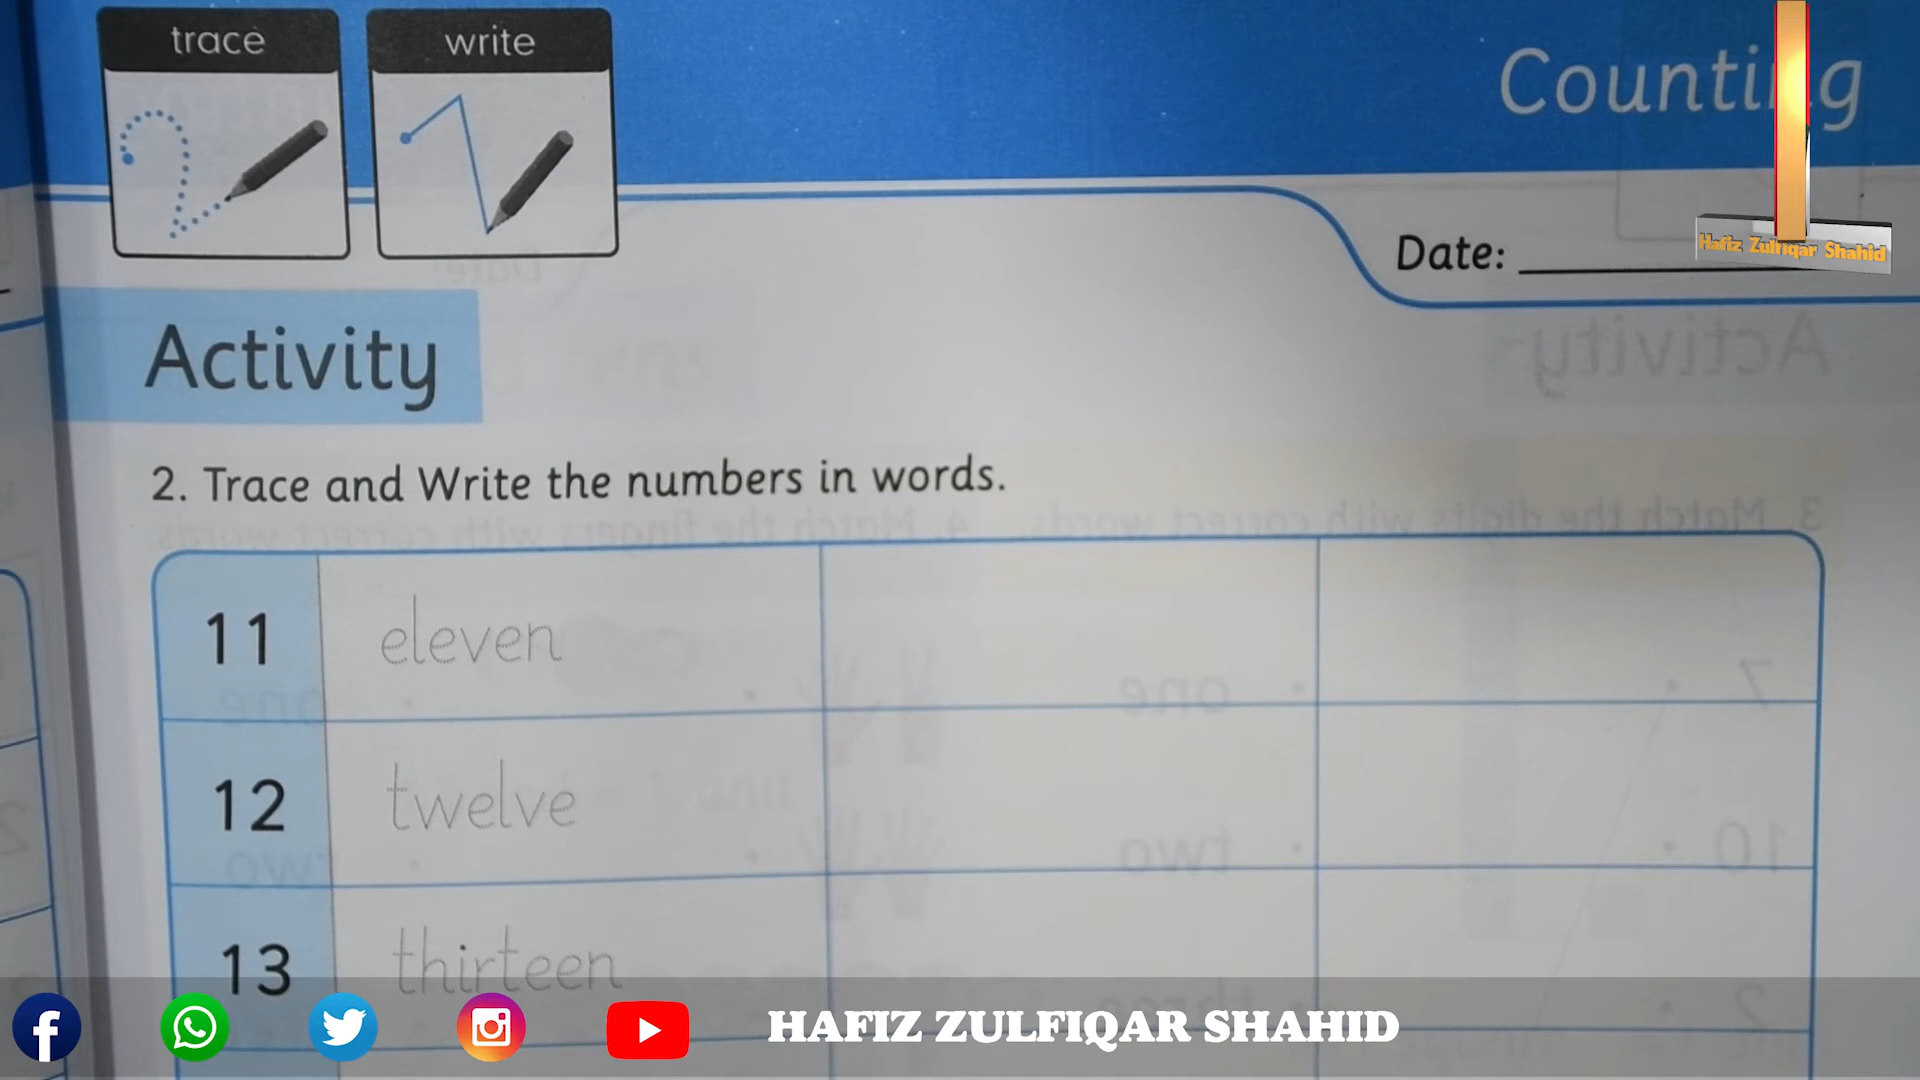 trace
write
Counting
Date:
Hafiz Zulfiqar Shahid
Activity
2. Trace and Write the numbers in words.
11 eleven
12 twelve
13 thirteen
HAFIZ ZULFIQAR SHAHID